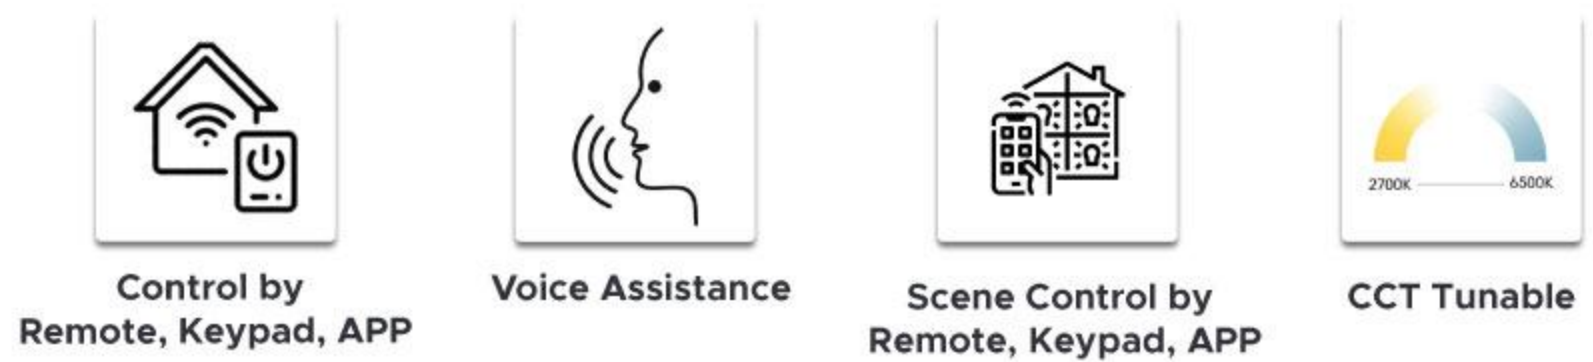 Control by
Remote, Keypad, APP
Voice Assistance
Scene Control by
Remote, Keypad, APP
2700K
6500K
CCT Tunable